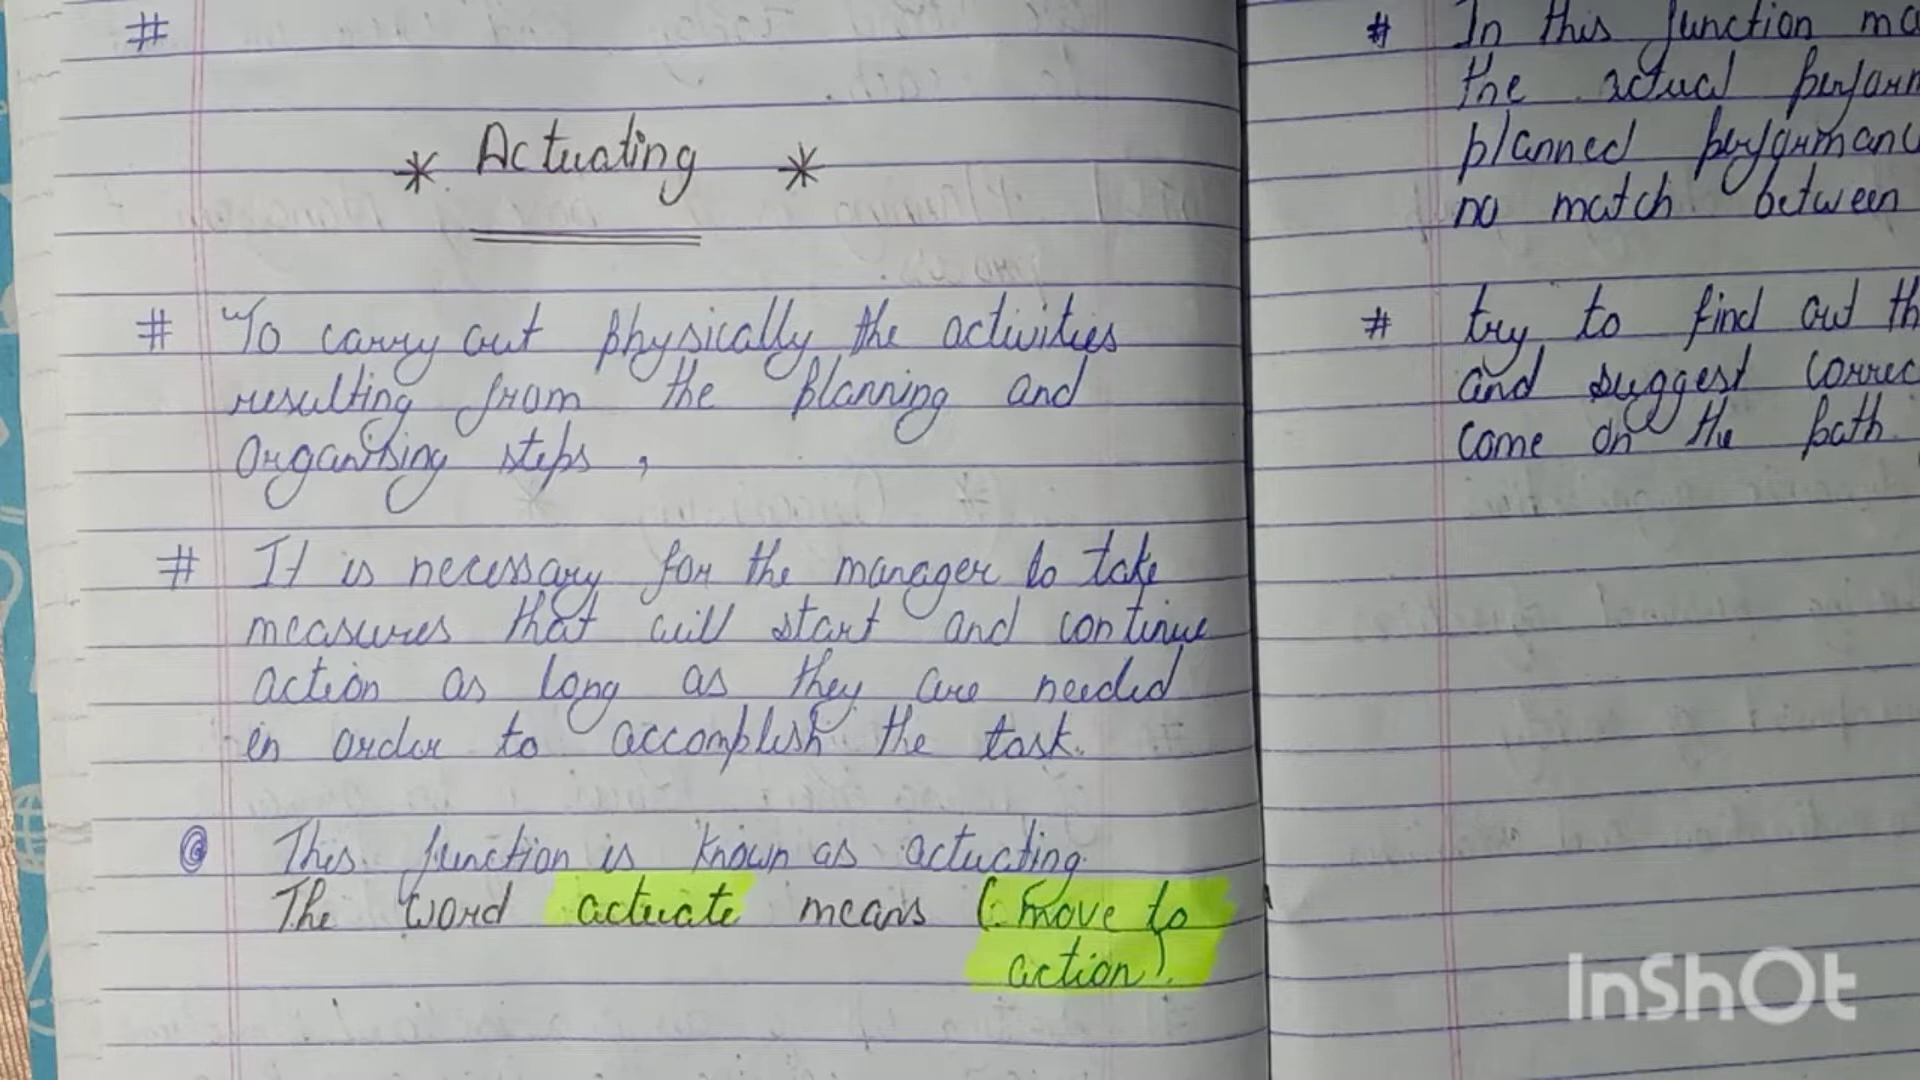 #
* Actuating *
# To carry out physically the activities
resulting from the planning and
Organising steps,
# It is necessary for the manager to take
measures that will start and continue
action as long as they are needed
in order to accomplish the task.
This function is known as actucting.
The word actuate means (move to
action).
# In this function
the actual
planned
no match between
# try to find out
and suggest
come on the path
InShOt